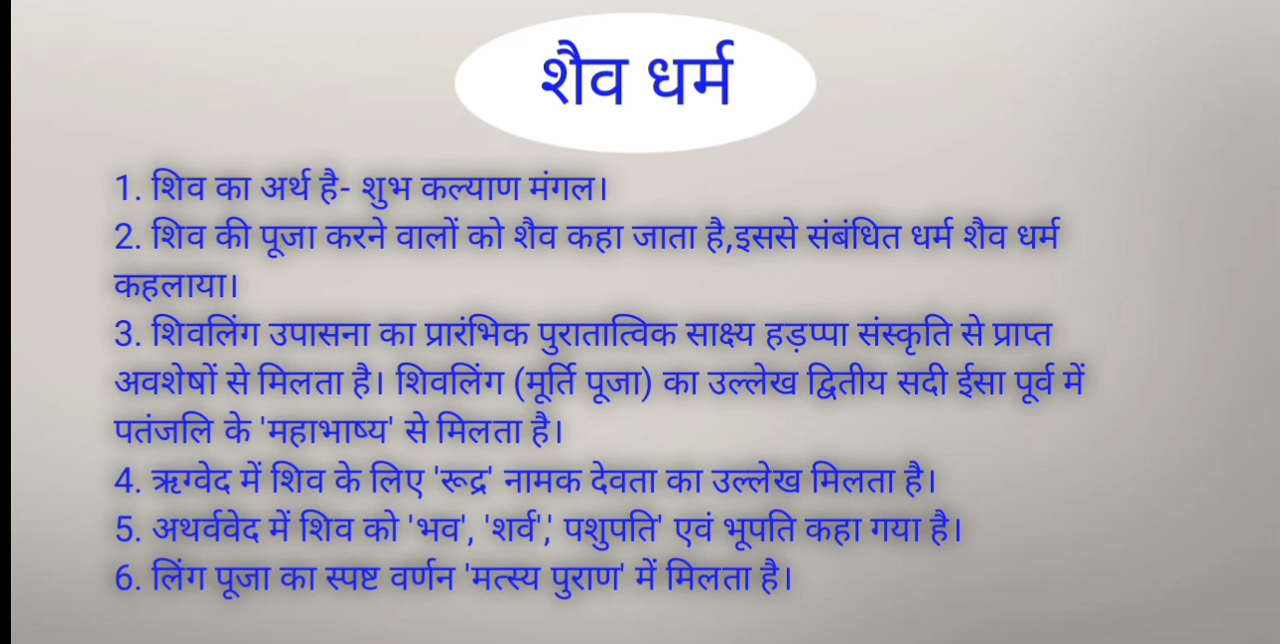 शैव धर्म
1. शिव का अर्थ है- शुभ कल्याण मंगल।
2. शिव की पूजा करने वालों को शैव कहा जाता है,इससे संबंधित धर्म शैव धर्म
कहलाया।
3. शिवलिंग उपासना का प्रारंभिक पुरातात्विक साक्ष्य हड़प्पा संस्कृति से प्राप्त
अवशेषों से मिलता है। शिवलिंग (मूर्ति पूजा) का उल्लेख द्वितीय सदी ईसा पूर्व में
पतंजलि के 'महाभाष्य' से मिलता है।
4. ऋग्वेद में शिव के लिए 'रूद्र' नामक देवता का उल्लेख मिलता है।
5. अथर्ववेद में शिव को 'भव', 'शर्व',' पशुपति' एवं भूपति कहा गया है।
6. लिंग पूजा का स्पष्ट वर्णन 'मत्स्य पुराण' में मिलता है।